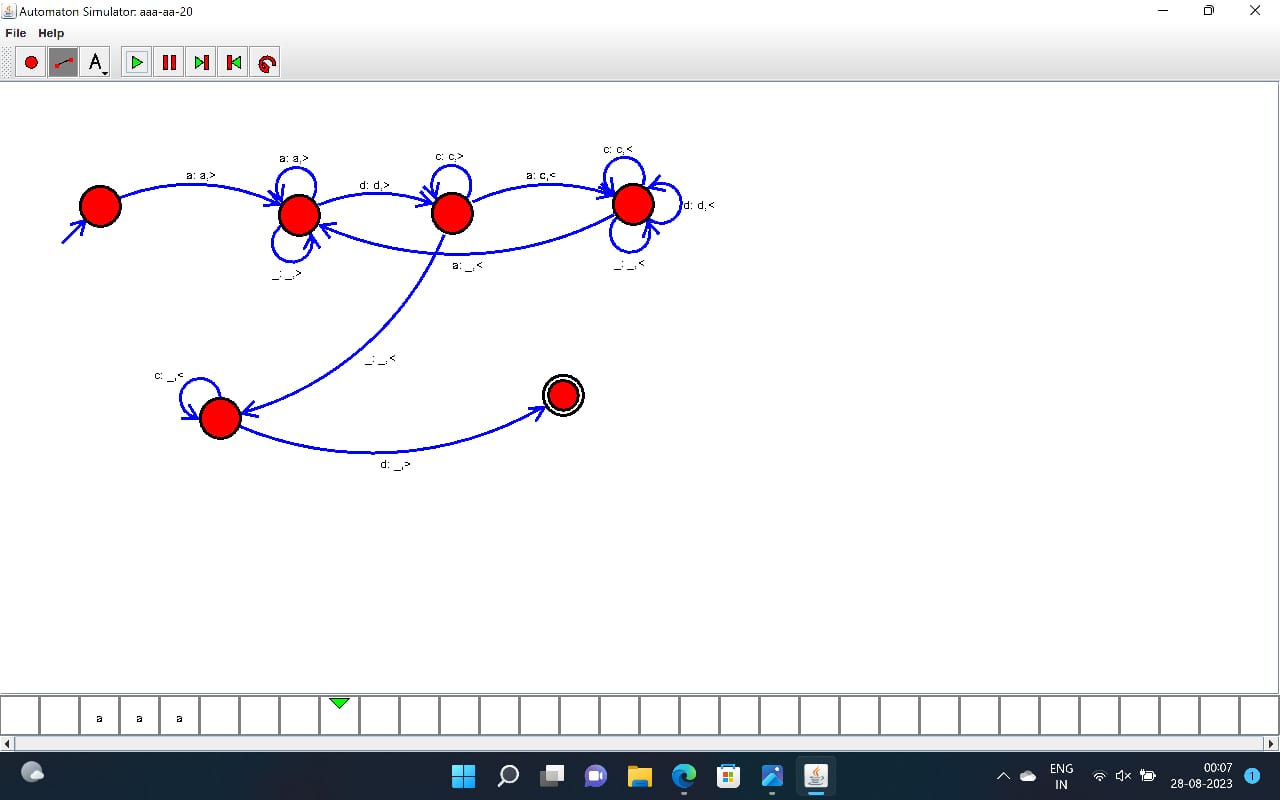 Automaton Simulator: aaa-aa-20
File Help
A
c: c,<
a: a,>
c: c,>
a: a,>
d: d,>
a: c,<
d: d,<
_: _,>
a: _,<
_: _,<
_: _,<
c: _,<
d: _,>
a a a
ENG
IN
00:07
28-08-2023
1